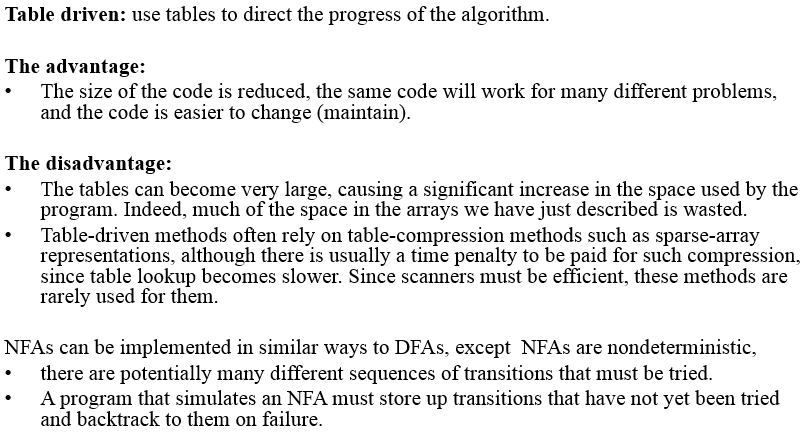 Table driven: use tables to direct the progress of the algorithm.
The advantage:
• The size of the code is reduced, the same code will work for many different problems,
and the code is easier to change (maintain).
The disadvantage:
• The tables can become very large, causing a significant increase in the space used by the
program. Indeed, much of the space in the arrays we have just described is wasted.
• Table-driven methods often rely on table-compression methods such as sparse-array
representations, although there is usually a time penalty to be paid for such compression,
since table lookup becomes slower. Since scanners must be efficient, these methods are
rarely used for them.
NFAs can be implemented in similar ways to DFAs, except NFAs are nondeterministic,
• there are potentially many different sequences of transitions that must be tried.
• A program that simulates an NFA must store up transitions that have not yet been tried
and backtrack to them on failure.